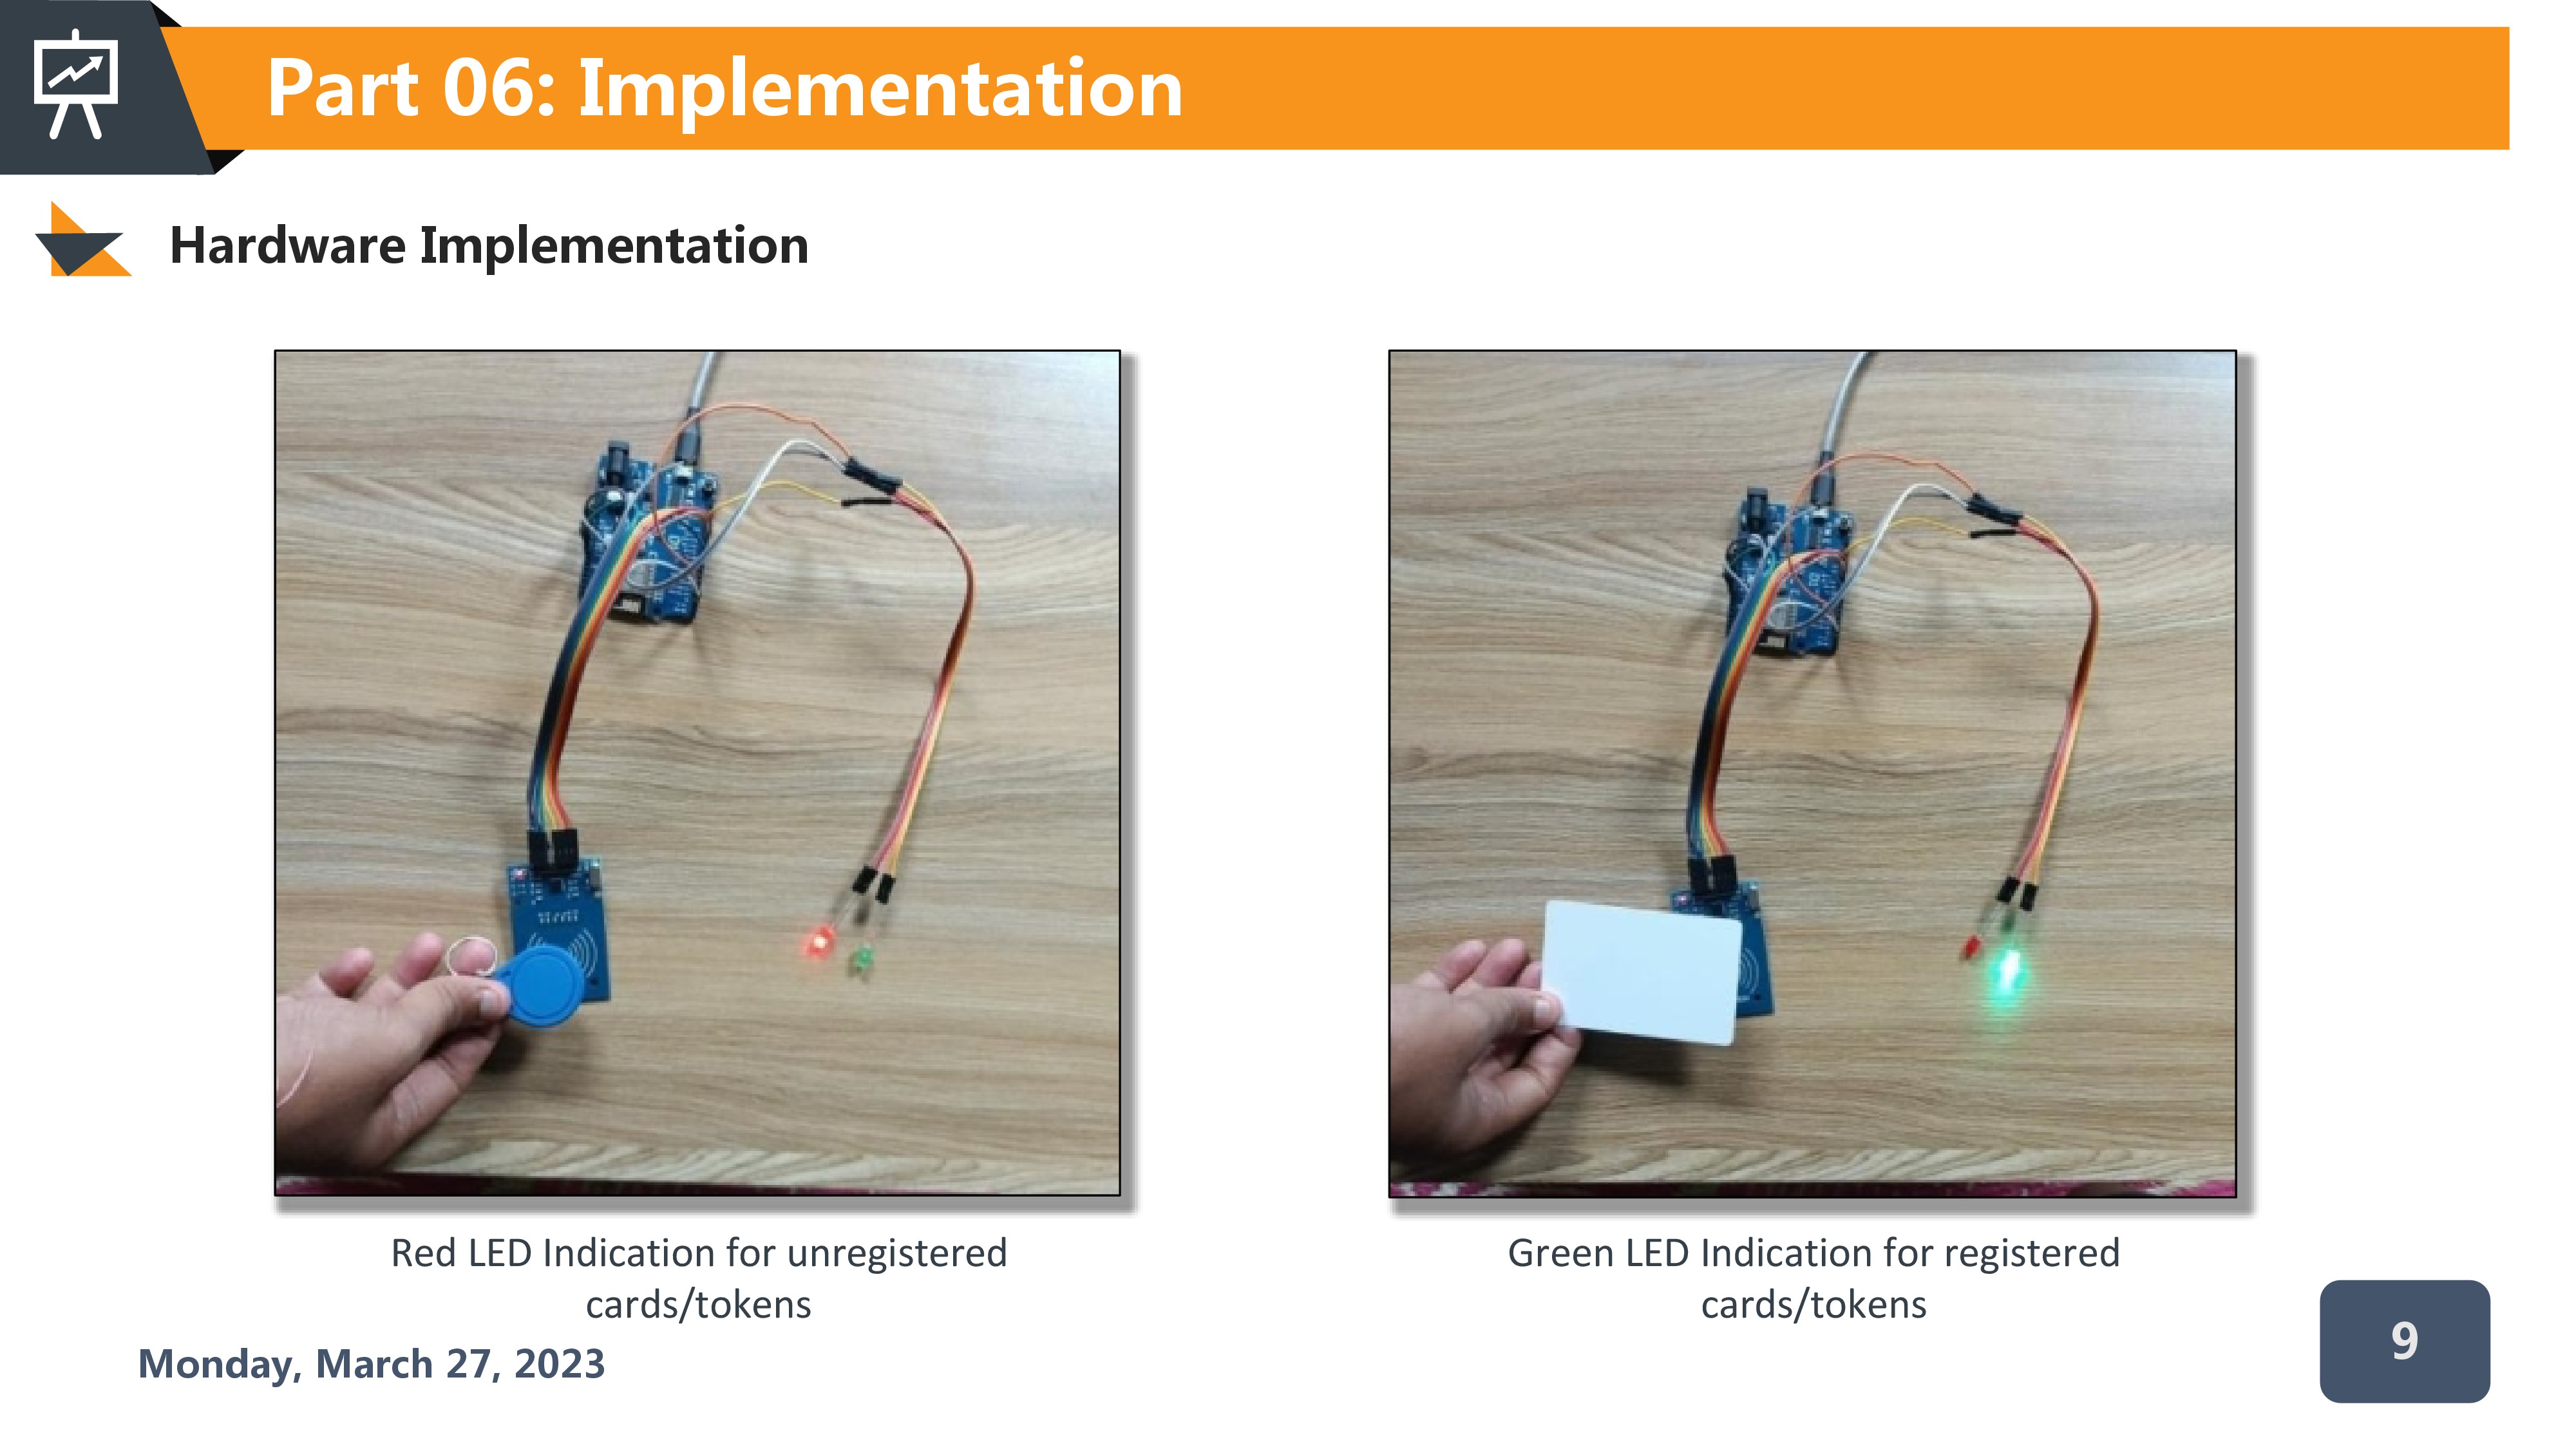 Part 06: Implementation
Hardware Implementation
Red LED Indication for unregistered
cards/tokens
Green LED Indication for registered
cards/tokens
Monday, March 27, 2023
9